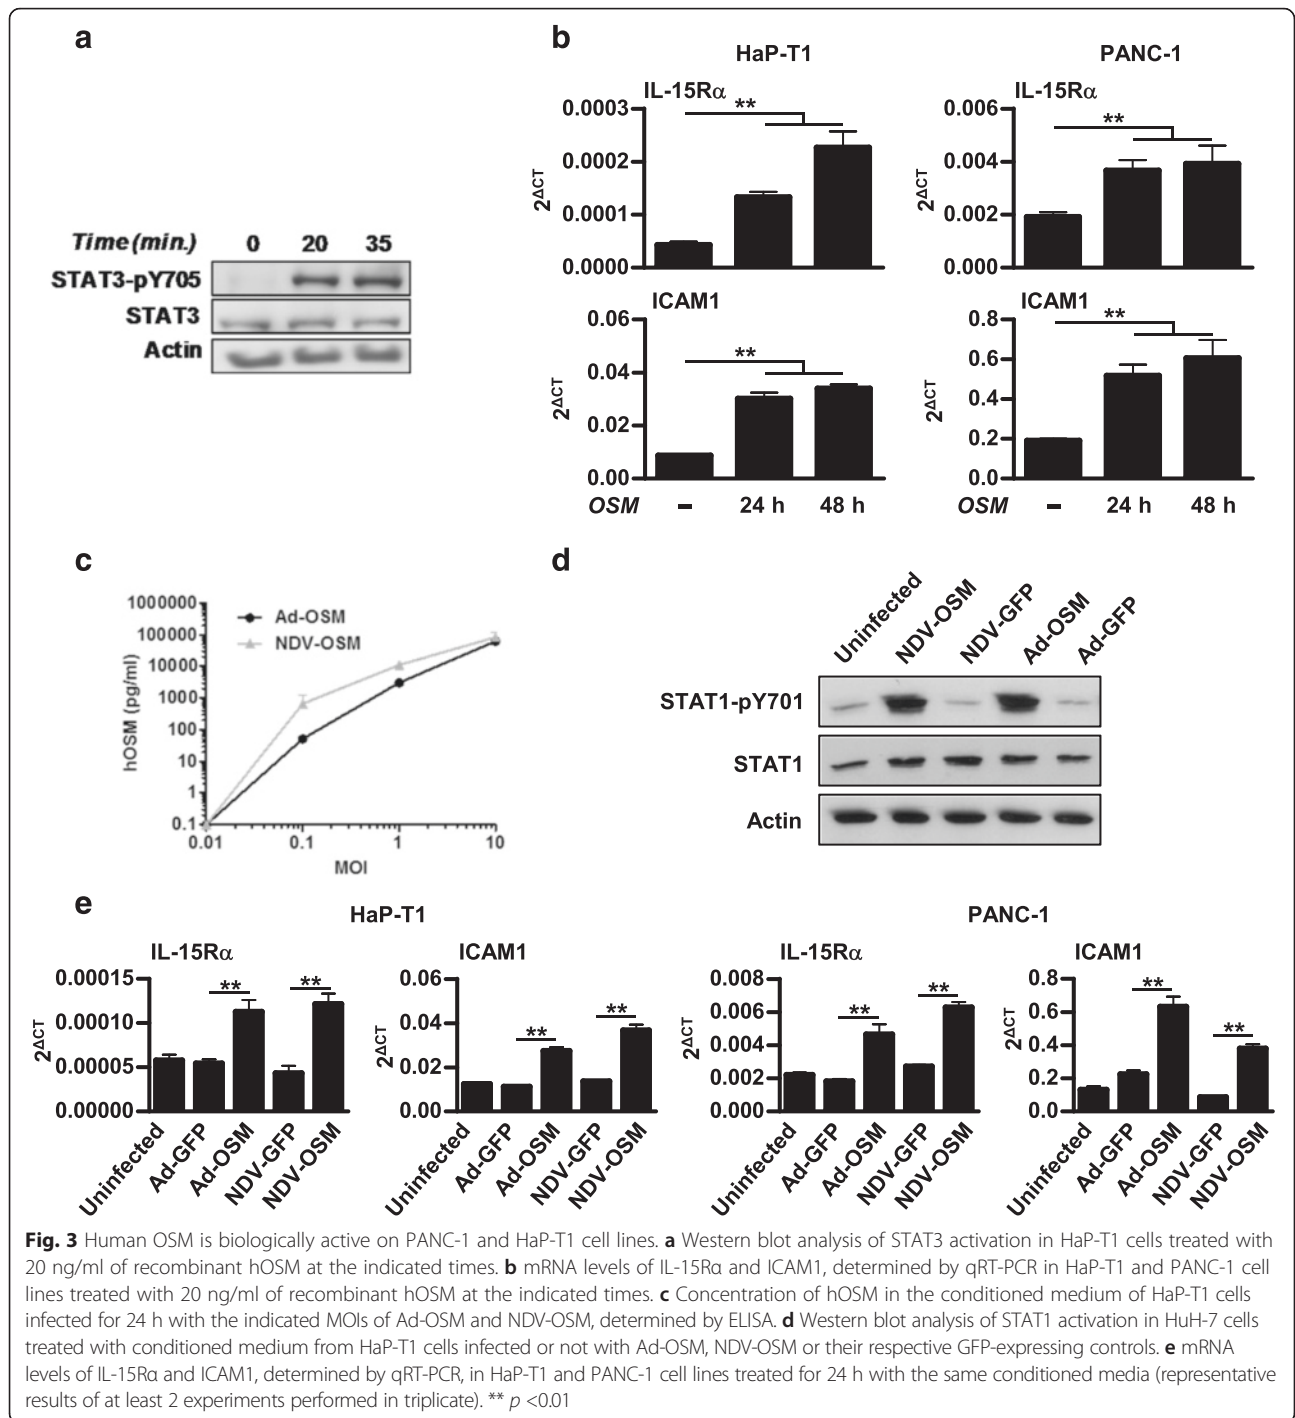 a
Time (min.) 0 20 35
STAT3-pY705
STAT3
Actin
b
HaP-T1
PANC-1
IL-15Rα
0.0003
0.0002
0.0001
0.0000
2ΔCT
**
IL-15Rα
0.006
0.004
0.002
0.000
2ΔCT
**
ICAM1
0.06
0.04
0.02
0.00
2ΔCT
**
OSM – 24 h 48 h
ICAM1
0.8
0.6
0.4
0.2
0.0
2ΔCT
**
OSM – 24 h 48 h
c
1000000
100000
10000
1000
100
10
1
0.1
hOSM (pg/ml)
Ad-OSM
NDV-OSM
0.01 0.1 1 10
MOI
d
Uninfected
NDV-OSM
NDV-GFP
Ad-OSM
Ad-GFP
STAT1-pY701
STAT1
Actin
e
HaP-T1
PANC-1
IL-15Rα
0.00015
0.00010
0.00005
0.00000
2ΔCT
** **
Uninfected
Ad-GFP
Ad-OSM
NDV-GFP
NDV-OSM
ICAM1
0.06
0.04
0.02
0.00
2ΔCT
** **
Uninfected
Ad-GFP
Ad-OSM
NDV-GFP
NDV-OSM
IL-15Rα
0.008
0.006
0.004
0.002
0.000
2ΔCT
** **
Uninfected
Ad-GFP
Ad-OSM
NDV-GFP
NDV-OSM
ICAM1
0.8
0.6
0.4
0.2
0.0
2ΔCT
** **
Uninfected
Ad-GFP
Ad-OSM
NDV-GFP
NDV-OSM
Fig. 3 Human OSM is biologically active on PANC-1 and HaP-T1 cell lines. a Western blot analysis of STAT3 activation in HaP-T1 cells treated with
20 ng/ml of recombinant hOSM at the indicated times. b mRNA levels of IL-15Rα and ICAM1, determined by qRT-PCR in HaP-T1 and PANC-1 cell
lines treated with 20 ng/ml of recombinant hOSM at the indicated times. c Concentration of hOSM in the conditioned medium of HaP-T1 cells
infected for 24 h with the indicated MOIs of Ad-OSM and NDV-OSM, determined by ELISA. d Western blot analysis of STAT1 activation in HuH-7 cells
treated with conditioned medium from HaP-T1 cells infected or not with Ad-OSM, NDV-OSM or their respective GFP-expressing controls. e mRNA
levels of IL-15Rα and ICAM1, determined by qRT-PCR, in HaP-T1 and PANC-1 cell lines treated for 24 h with the same conditioned media (representative
results of at least 2 experiments performed in triplicate). ** p <0.01